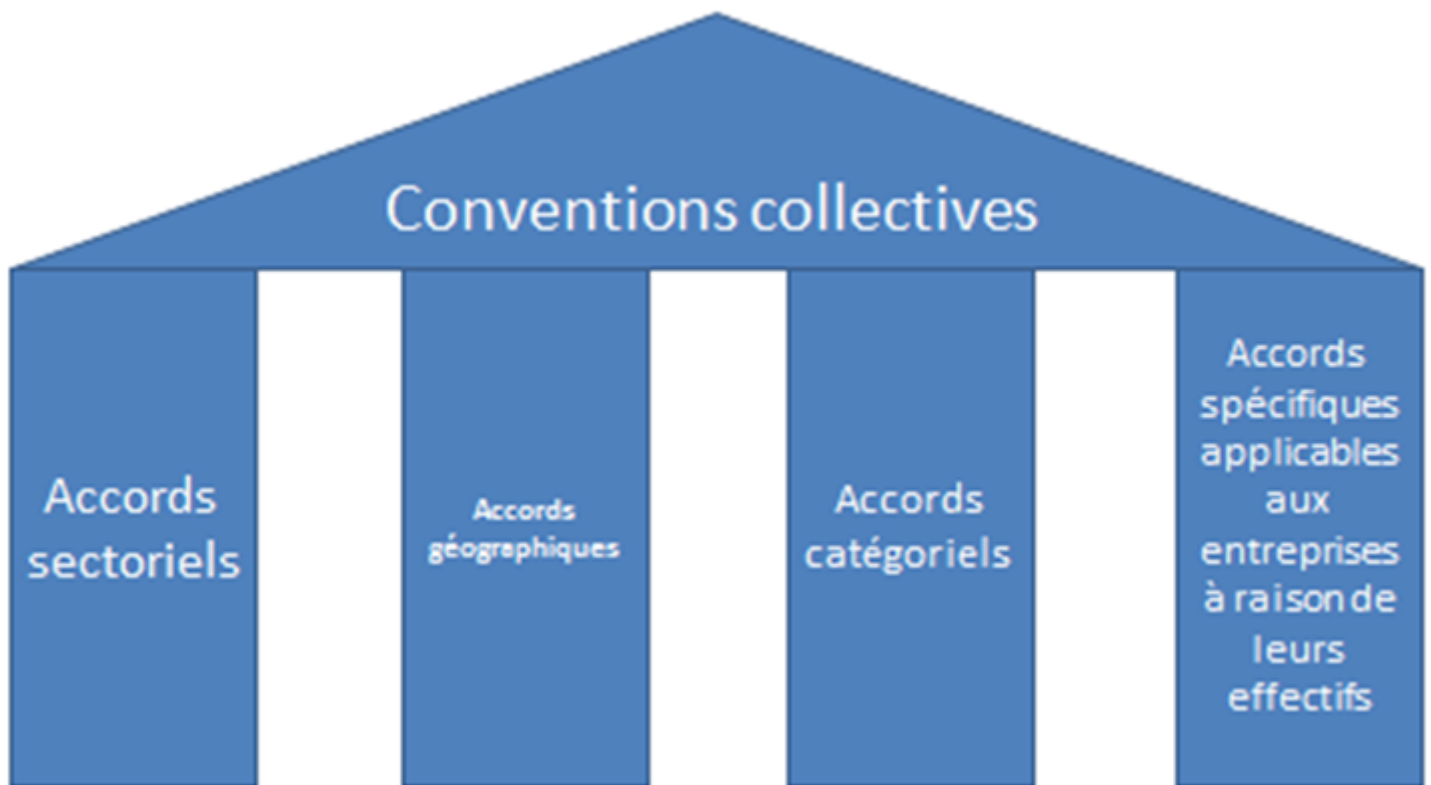 Conventions collectives
Accords
sectoriels
Accords
géographiques
Accords
catégoriels
Accords
spécifiques
applicables
aux
entreprises
à raison de
leurs
effectifs